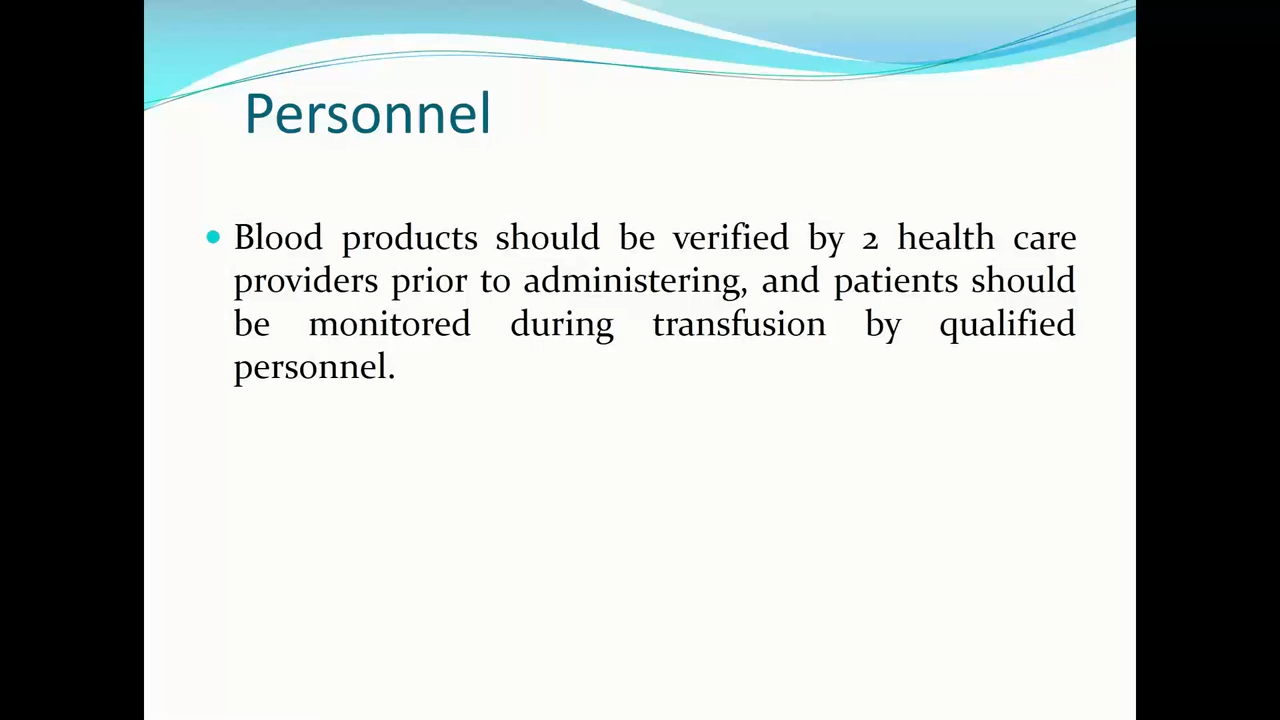 Personnel
Blood products should be verified by 2 health care
providers prior to administering, and patients should
be monitored during transfusion by qualified
personnel.